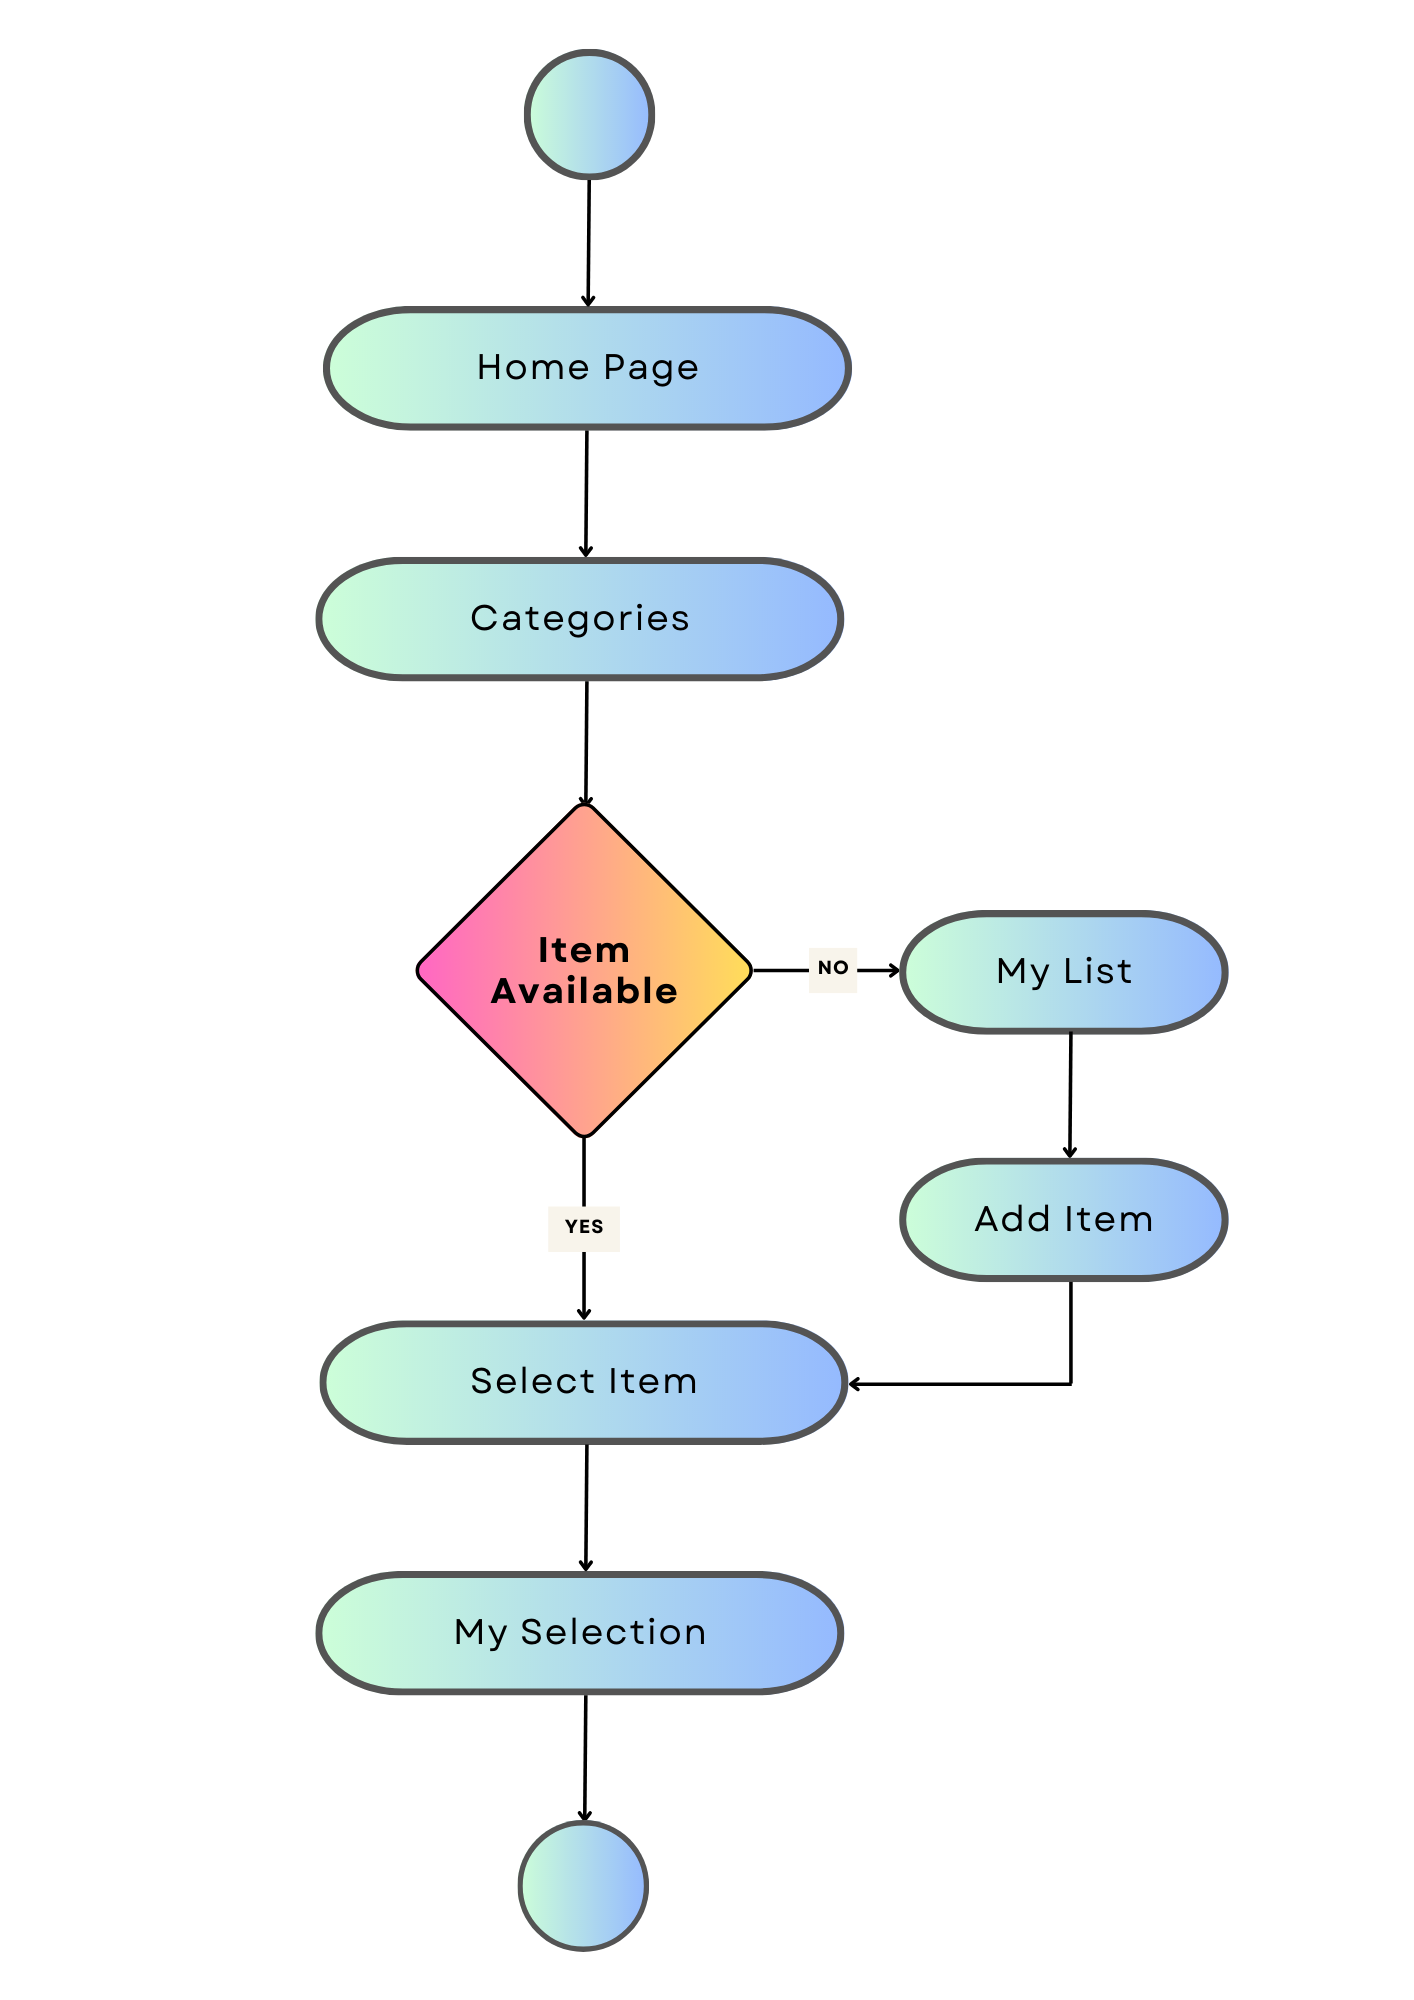 Home Page
Categories
Item
Available
NO
My List
Add Item
YES
Select Item
My Selection